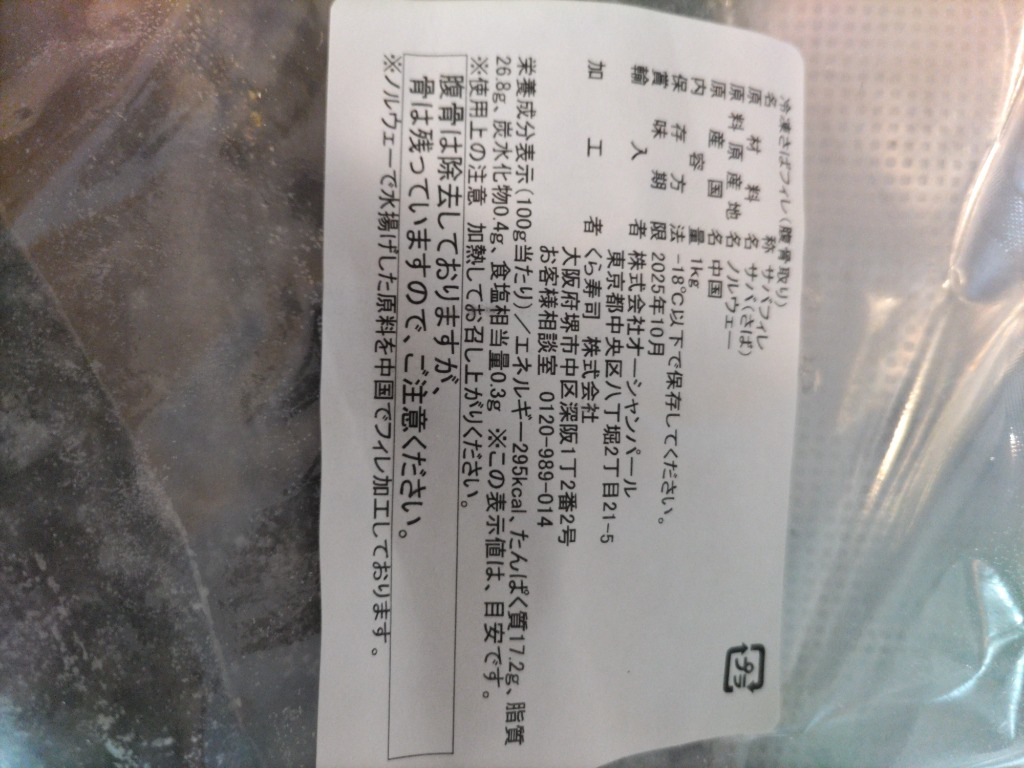 冷凍さばフィレ(腹骨取り)
名称 サバフィレ
原材料名 サバ(さば)
原料原産地名 ノルウェー
原産国名 中国
内容量 1kg
保存方法 -18℃以下で保存してください。
賞味期限 2025年10月
輸入者 株式会社オーシャンパール
東京都中央区八丁堀2丁目21-5
加工者 くら寿司 株式会社
大阪府堺市中区深阪1丁2番2号
お客様相談室 0120-989-014
栄養成分表示(100g当たり)/エネルギー295kcal、たんぱく質17.2g、脂質
26.8g、炭水化物0.4g、食塩相当量0.3g ※この表示値は、目安です。
※使用上の注意 加熱してお召し上がりください。
腹骨は除去しておりますが、
骨は残っていますので、ご注意ください。
※ノルウェーで水揚げした原料を中国でフィレ加工しております。
プラ